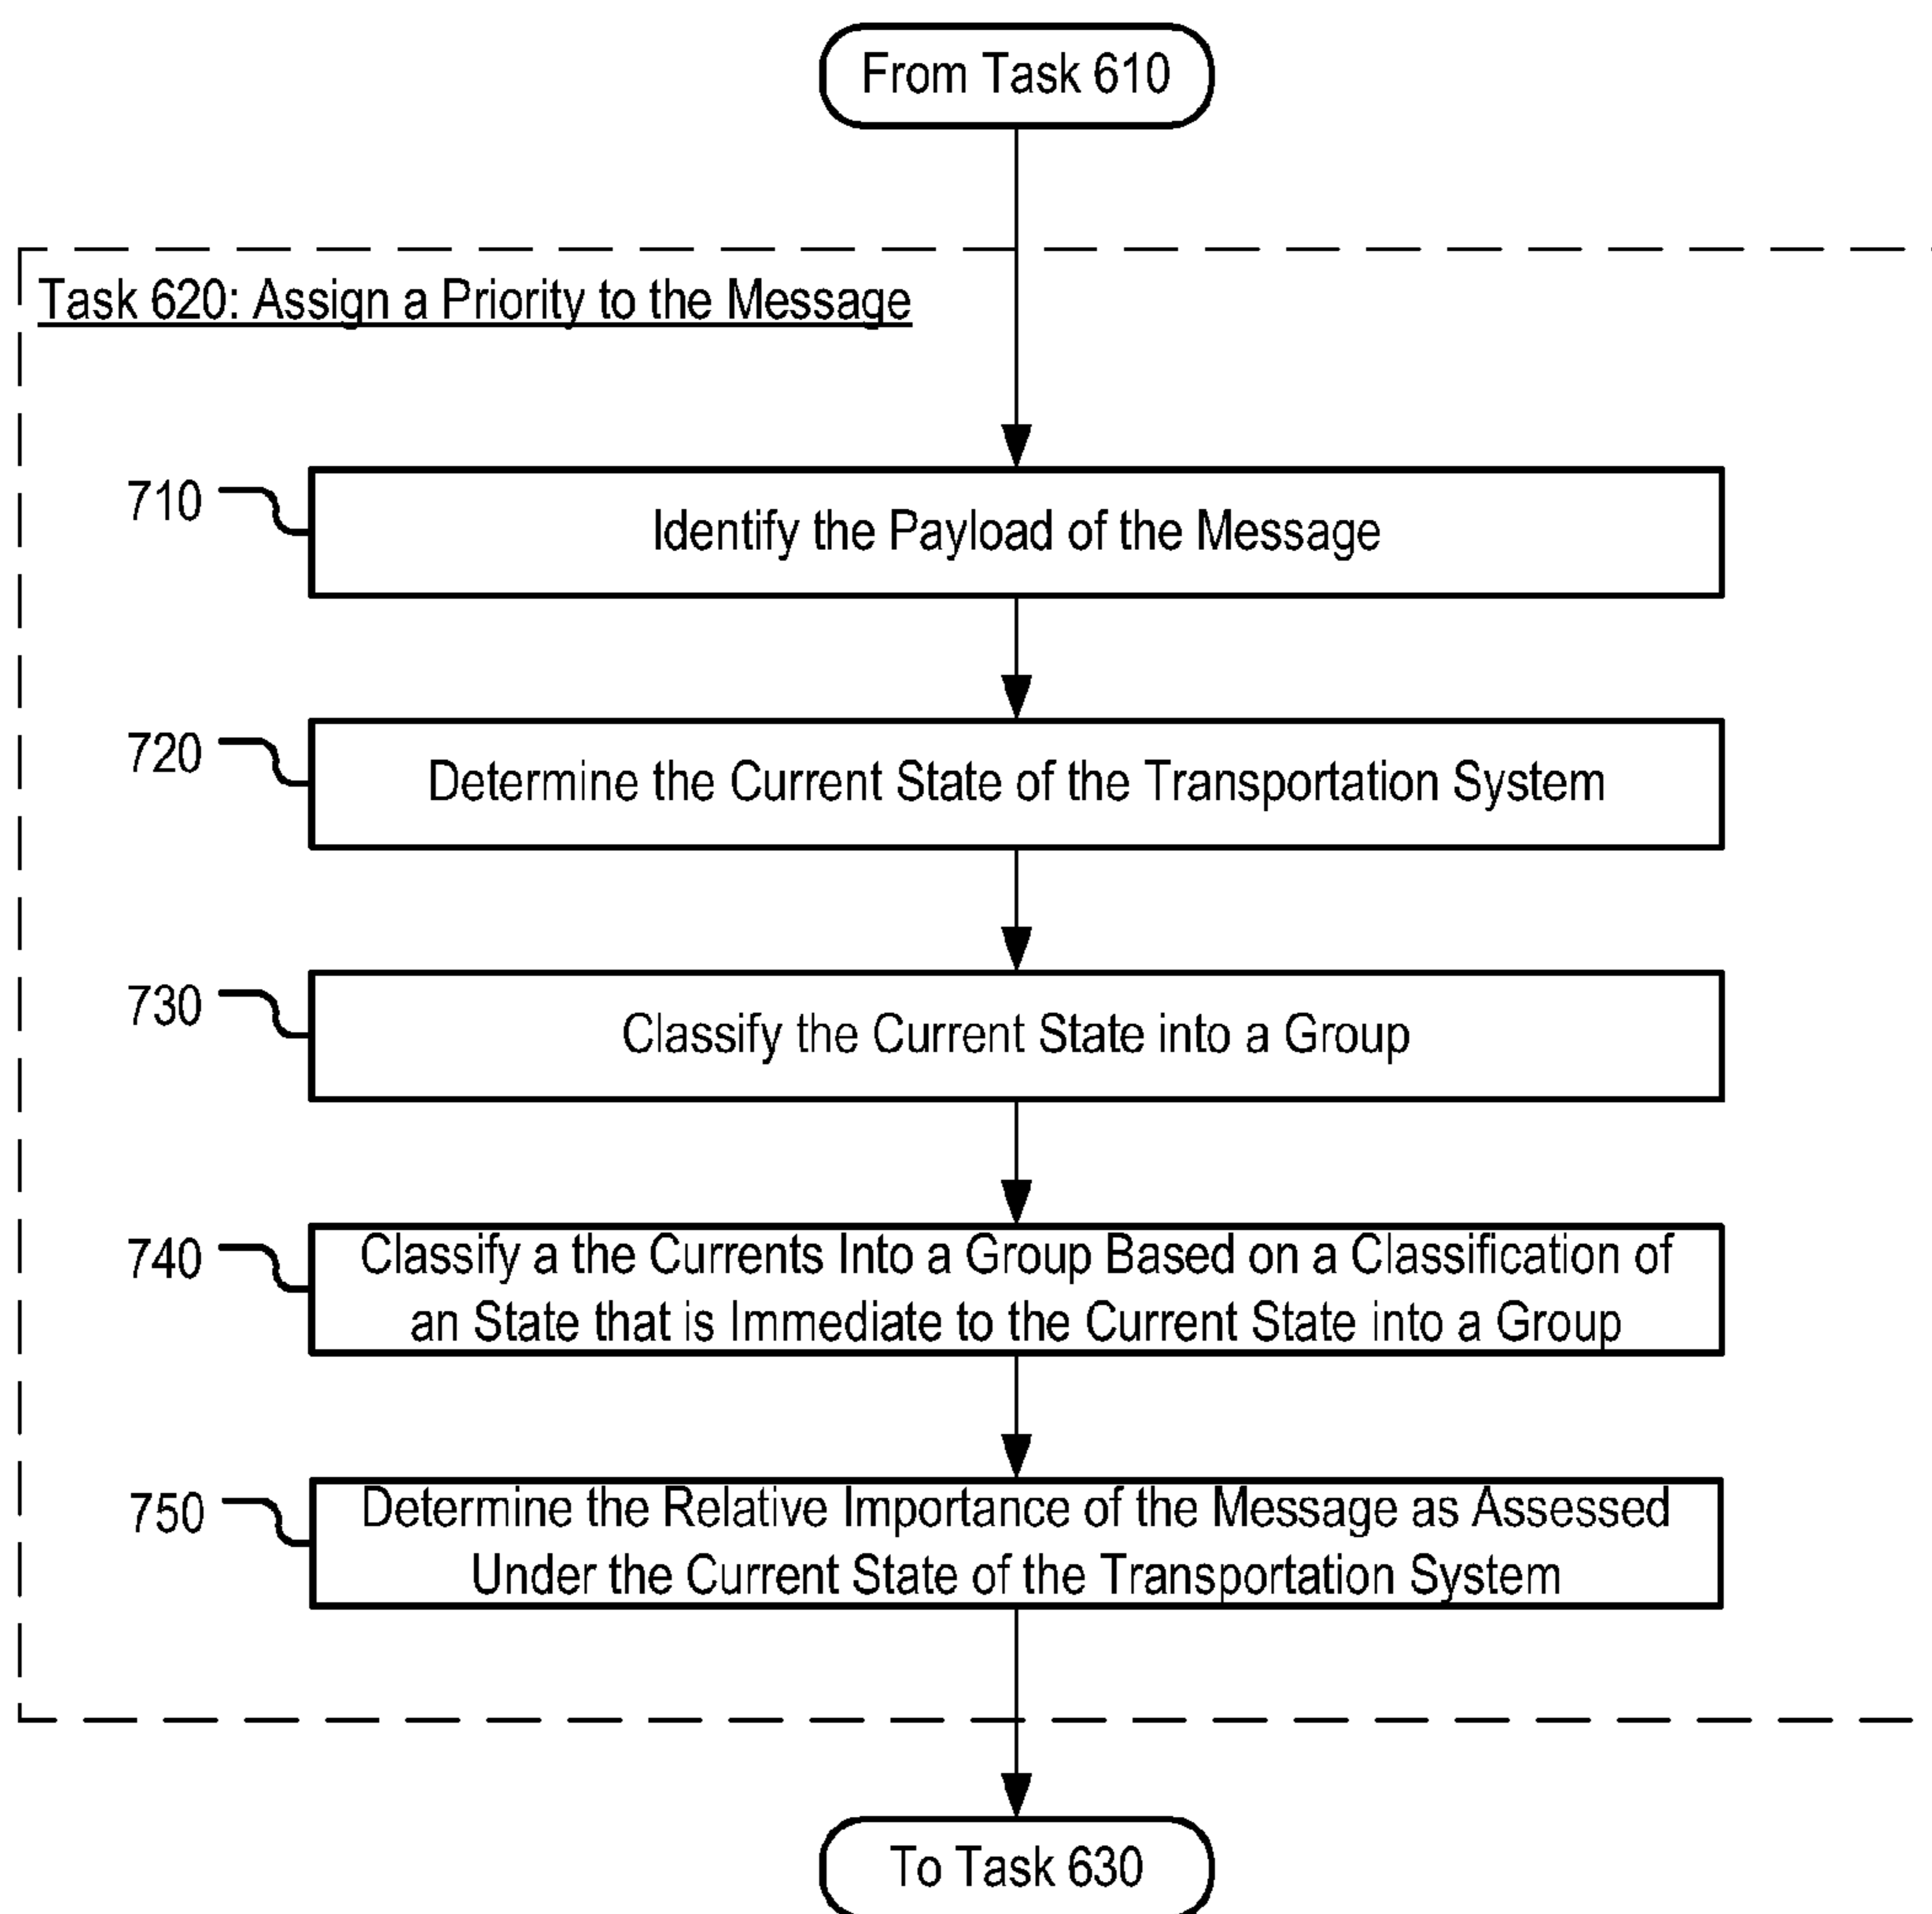 From Task 610
Task 620: Assign a Priority to the Message
710
Identify the Payload of the Message
720
Determine the Current State of the Transportation System
730
Classify the Current State into a Group
740
Classify a the Currents Into a Group Based on a Classification of
an State that is Immediate to the Current State into a Group
750
Determine the Relative Importance of the Message as Assessed
Under the Current State of the Transportation System
To Task 630